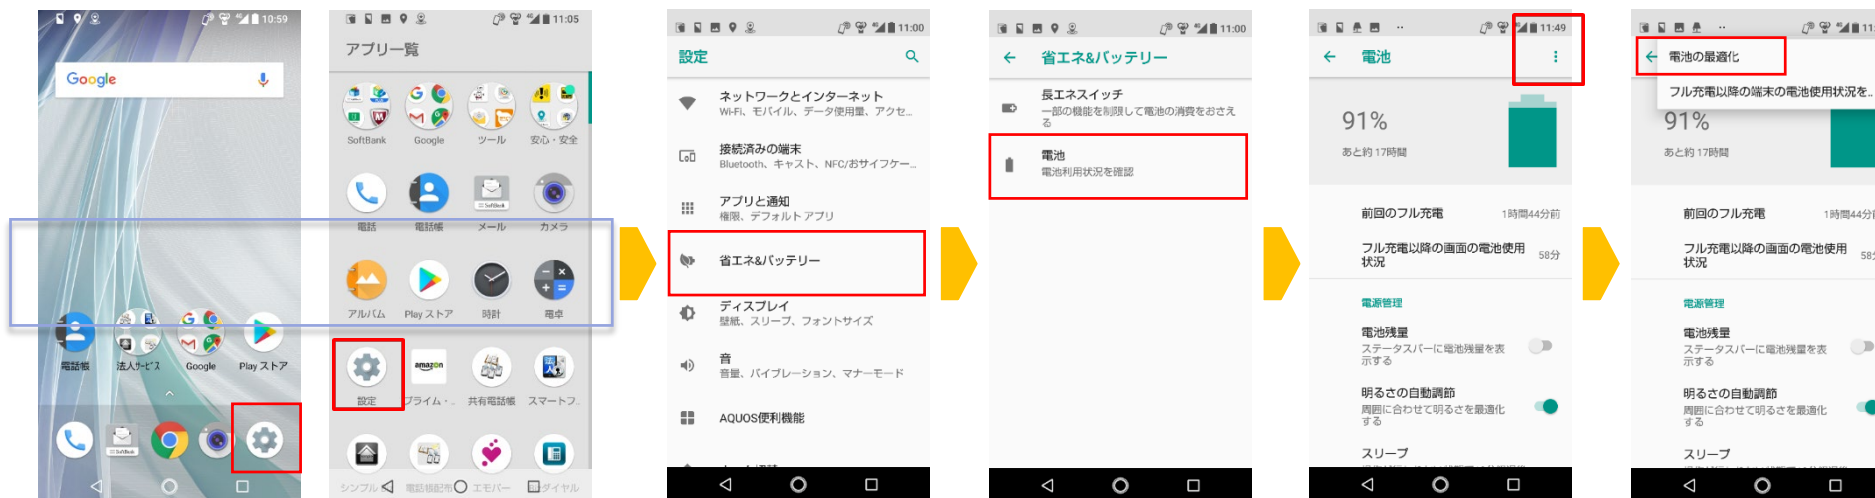 10:59
Google
電話帳
法人サービス
Google
Play ストア
SoftBank
11:05
アプリ一覧
SoftBank
Google
ツール
安心・安全
SoftBank
電話
電話帳
メール
カメラ
アルバム
Play ストア
時計
電卓
amazon
設定
プライム・..
共有電話帳
スマートフ..
シンプル
電話帳配布
エモパー
ダイヤル
11:00
設定
ネットワークとインターネット
Wi-Fi、モバイル、データ使用量、アクセ...
接続済みの端末
Bluetooth、キャスト、NFC/おサイフケー...
アプリと通知
権限、デフォルト アプリ
省エネ&バッテリー
ディスプレイ
壁紙、スリープ、フォントサイズ
音
音量、バイブレーション、マナーモード
AQUOS便利機能
11:00
省エネ&バッテリー
長エネスイッチ
一部の機能を制限して電池の消費をおさえ
る
電池
電池利用状況を確認
11:49
電池
91%
あと約 17時間
前回のフル充電
1時間44分前
フル充電以降の画面の電池使用
状況
58分
電源管理
電池残量
ステータスバーに電池残量を表
示する
明るさの自動調節
周囲に合わせて明るさを最適化
する
スリープ
電池の最適化
フル充電以降の端末の電池使用状況を..
91%
あと約 17時間
前回のフル充電
1時間44分前
フル充電以降の画面の電池使用
状況
電源管理
電池残量
ステータスバーに電池残量を表
示する
明るさの自動調節
周囲に合わせて明るさを最適化
する
スリープ